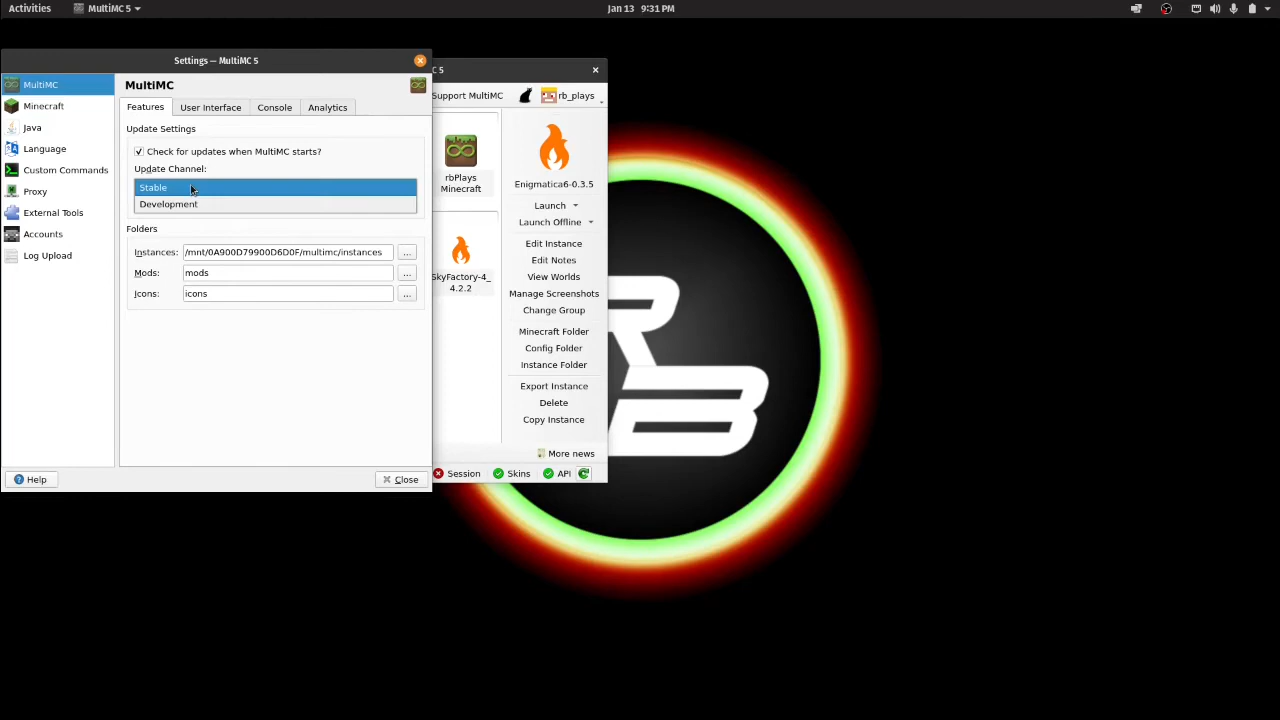 Activities
MultiMC 5
Jan 13 9:31 PM
Settings — MultiMC 5
MultiMC
Minecraft
Java
Language
Custom Commands
Proxy
External Tools
Accounts
Log Upload
Help
MultiMC
Features
User Interface
Console
Analytics
Update Settings
Check for updates when MultiMC starts?
Update Channel:
Stable
Development
Folders
Instances: /mnt/0A900D79900D6D0F/multimc/instances ...
Mods: mods ...
Icons: icons ...
Close
C 5
Support MultiMC
rb_plays
rbPlays
Minecraft
SkyFactory-4_
4.2.2
Enigmatica6-0.3.5
Launch
Launch Offline
Edit Instance
Edit Notes
View Worlds
Manage Screenshots
Change Group
Minecraft Folder
Config Folder
Instance Folder
Export Instance
Delete
Copy Instance
More news
Session
Skins
API
RB